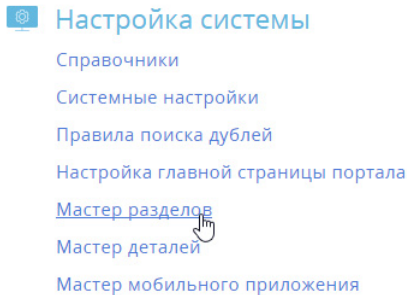 Настройка системы
Справочники
Системные настройки
Правила поиска дублей
Настройка главной страницы портала
Мастер разделов
Мастер деталей
Мастер мобильного приложения